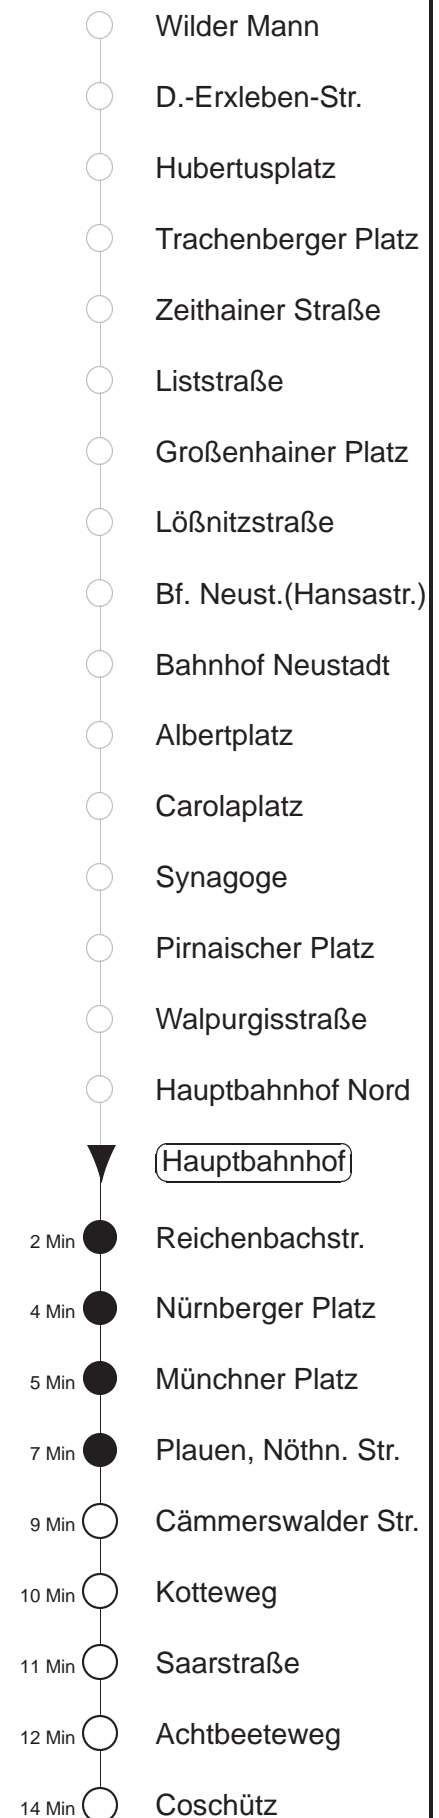 Wilder Mann
D.-Erxleben-Str.
Hubertusplatz
Trachenberger Platz
Zeithainer Straße
Liststraße
Großenhainer Platz
Lößnitzstraße
Bf. Neust.(Hansastr.)
Bahnhof Neustadt
Albertplatz
Carolaplatz
Synagoge
Pirnaischer Platz
Walpurgisstraße
Hauptbahnhof Nord
Hauptbahnhof
2 Min Reichenbachstr.
4 Min Nürnberger Platz
5 Min Münchner Platz
7 Min Plauen, Nöthn. Str.
9 Min Cämmerswalder Str.
10 Min Kotteweg
11 Min Saarstraße
12 Min Achtbeeteweg
14 Min Coschütz